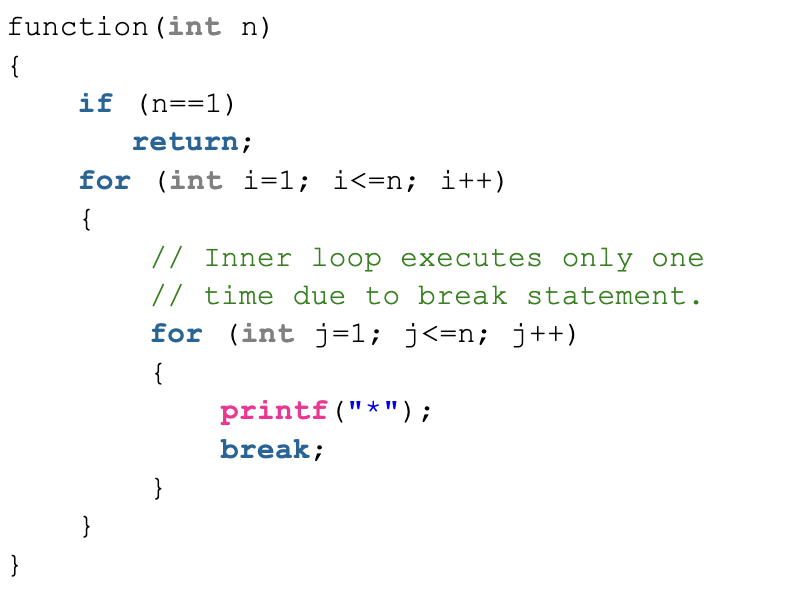 function(int n)
{
    if (n==1)
       return;
    for (int i=1; i<=n; i++)
    {
        // Inner loop executes only one
        // time due to break statement.
        for (int j=1; j<=n; j++)
        {
            printf("*");
            break;
        }
    }
}